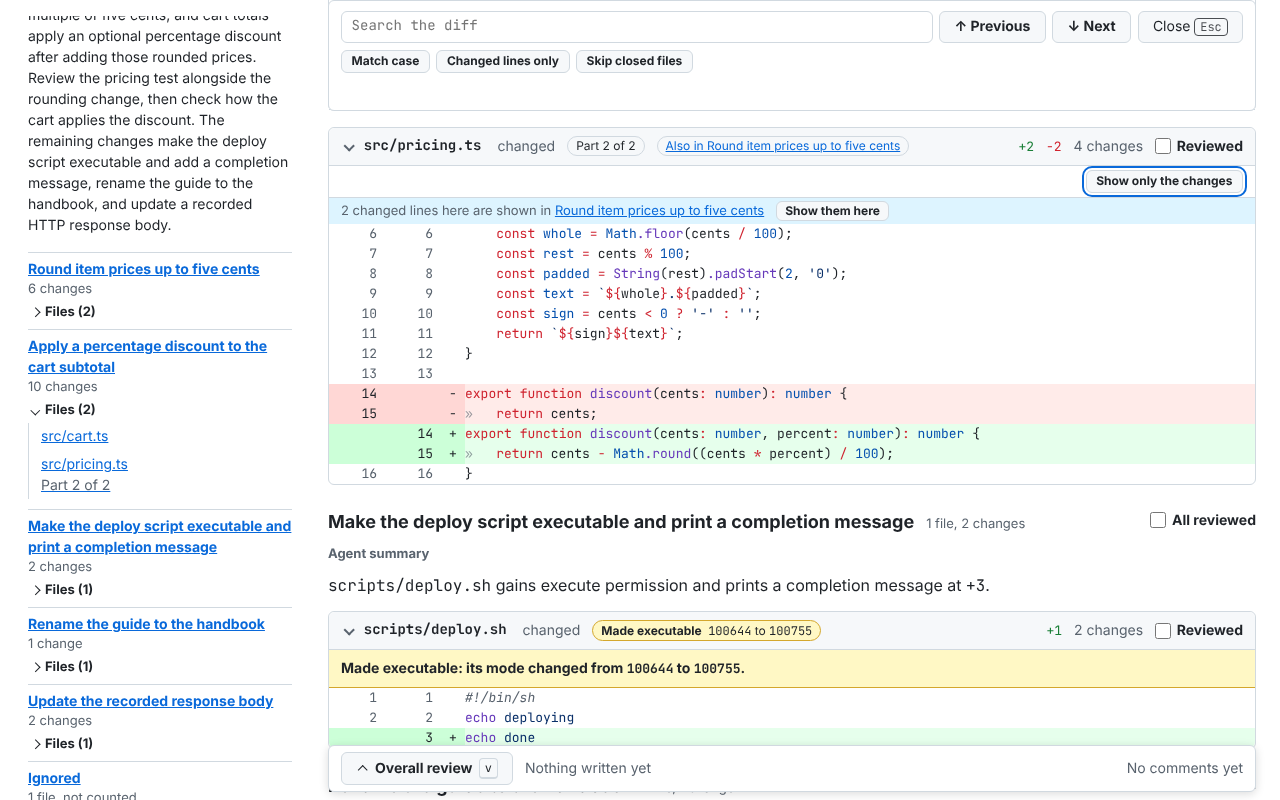 multiple of five cents, and cart totals
apply an optional percentage discount
after adding those rounded prices.
Review the pricing test alongside the
rounding change, then check how the
cart applies the discount. The
remaining changes make the deploy
script executable and add a completion
message, rename the guide to the
handbook, and update a recorded
HTTP response body.
Round item prices up to five cents
6 changes
Files (2)
Apply a percentage discount to the
cart subtotal
10 changes
Files (2)
src/cart.ts
src/pricing.ts
Part 2 of 2
Make the deploy script executable and
print a completion message
2 changes
Files (1)
Rename the guide to the handbook
1 change
Files (1)
Update the recorded response body
2 changes
Files (1)
Ignored
1 file, not counted
Search the diff
↑ Previous
↓ Next
Close Esc
Match case
Changed lines only
Skip closed files
src/pricing.ts changed Part 2 of 2 Also in Round item prices up to five cents +2 -2 4 changes Reviewed
Show only the changes
2 changed lines here are shown in Round item prices up to five cents Show them here
6 6 const whole = Math.floor(cents / 100);
7 7 const rest = cents % 100;
8 8 const padded = String(rest).padStart(2, '0');
9 9 const text = `${whole}.${padded}`;
10 10 const sign = cents < 0 ? '-' : '';
11 11 return `${sign}${text}`;
12 12 }
13 13
14 - export function discount(cents: number): number {
15 - » return cents;
14 + export function discount(cents: number, percent: number): number {
15 + » return cents - Math.round((cents * percent) / 100);
16 16 }
Make the deploy script executable and print a completion message 1 file, 2 changes All reviewed
Agent summary
scripts/deploy.sh gains execute permission and prints a completion message at +3.
scripts/deploy.sh changed Made executable 100644 to 100755 +1 2 changes Reviewed
Made executable: its mode changed from 100644 to 100755.
1 1 #!/bin/sh
2 2 echo deploying
3 + echo done
Overall review v Nothing written yet No comments yet